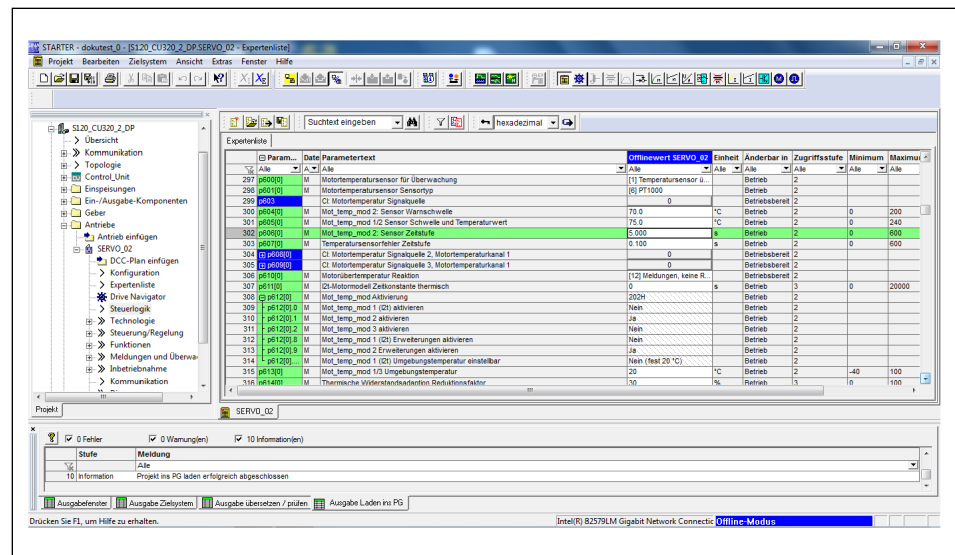 STARTER - dokutest_0 - [S120_CU320_2_DP.SERVO_02 - Expertenliste]
Projekt Bearbeiten Zielsystem Ansicht Extras Fenster Hilfe
S120_CU320_2_DP
Übersicht
Kommunikation
Topologie
Control_Unit
Einspeisungen
Ein-/Ausgabe-Komponenten
Geber
Antriebe
Antrieb einfügen
SERVO_02
DCC-Plan einfügen
Konfiguration
Expertenliste
Drive Navigator
Steuerlogik
Technologie
Steuerung/Regelung
Funktionen
Meldungen und Überwa
Inbetriebnahme
Kommunikation
Projekt
Suchtext eingeben hexadezimal
Expertenliste
Param... Date Parametertext Offlinewert SERVO_02 Einheit Änderbar in Zugriffsstufe Minimum Maximu
Alle A... Alle Alle Alle Alle Alle Alle Alle
297 p600[0] M Motortemperatursensor für Überwachung [1] Temperatursensor ü... Betrieb 2
298 p601[0] M Motortemperatursensor Sensortyp [6] PT1000 Betrieb 2
299 p603 CI: Motortemperatur Signalquelle 0 Betriebsbereit 2
300 p604[0] M Mot_temp_mod 2: Sensor Warnschwelle 70.0 °C Betrieb 2 0 200
301 p605[0] M Mot_temp_mod 1/2 Sensor Schwelle und Temperaturwert 75.0 °C Betrieb 2 0 240
302 p606[0] M Mot_temp_mod 2: Sensor Zeitstufe 5.000 s Betrieb 2 0 600
303 p607[0] M Temperatursensorfehler Zeitstufe 0.100 s Betrieb 2 0 600
304 p608[0] CI: Motortemperatur Signalquelle 2, Motortemperaturkanal 1 0 Betriebsbereit 2
305 p609[0] CI: Motortemperatur Signalquelle 3, Motortemperaturkanal 1 0 Betriebsbereit 2
306 p610[0] M Motorübertemperatur Reaktion [12] Meldungen, keine R... Betrieb 2
307 p611[0] M I2t-Motormodell Zeitkonstante thermisch 0 s Betrieb 3 0 20000
308 p612[0] M Mot_temp_mod Aktivierung 202H Betrieb 2
309 p612[0].0 M Mot_temp_mod 1 (I2t) aktivieren Nein Betrieb 2
310 p612[0].1 M Mot_temp_mod 2 aktivieren Ja Betrieb 2
311 p612[0].2 M Mot_temp_mod 3 aktivieren Nein Betrieb 2
312 p612[0].8 M Mot_temp_mod 1 (I2t) Erweiterungen aktivieren Nein Betrieb 2
313 p612[0].9 M Mot_temp_mod 2 Erweiterungen aktivieren Ja Betrieb 2
314 p612[0].... M Mot_temp_mod 1 (I2t) Umgebungstemperatur einstellbar Nein (fest 20 °C) Betrieb 2
315 p613[0] M Mot_temp_mod 1/3 Umgebungstemperatur 20 °C Betrieb 2 -40 100
316 p614[0] M Thermische Widerstandsadaption Reduktionsfaktor 30 % Betrieb 3 0 100
SERVO_02
0 Fehler 0 Warnung(en) 10 Information(en)
Stufe Meldung
Alle
10 Information Projekt ins PG laden erfolgreich abgeschlossen
Ausgabefenster Ausgabe Zielsystem Ausgabe übersetzen / prüfen Ausgabe Laden ins PG
Drücken Sie F1, um Hilfe zu erhalten. Intel(R) 82579LM Gigabit Network Connectic Offline-Modus